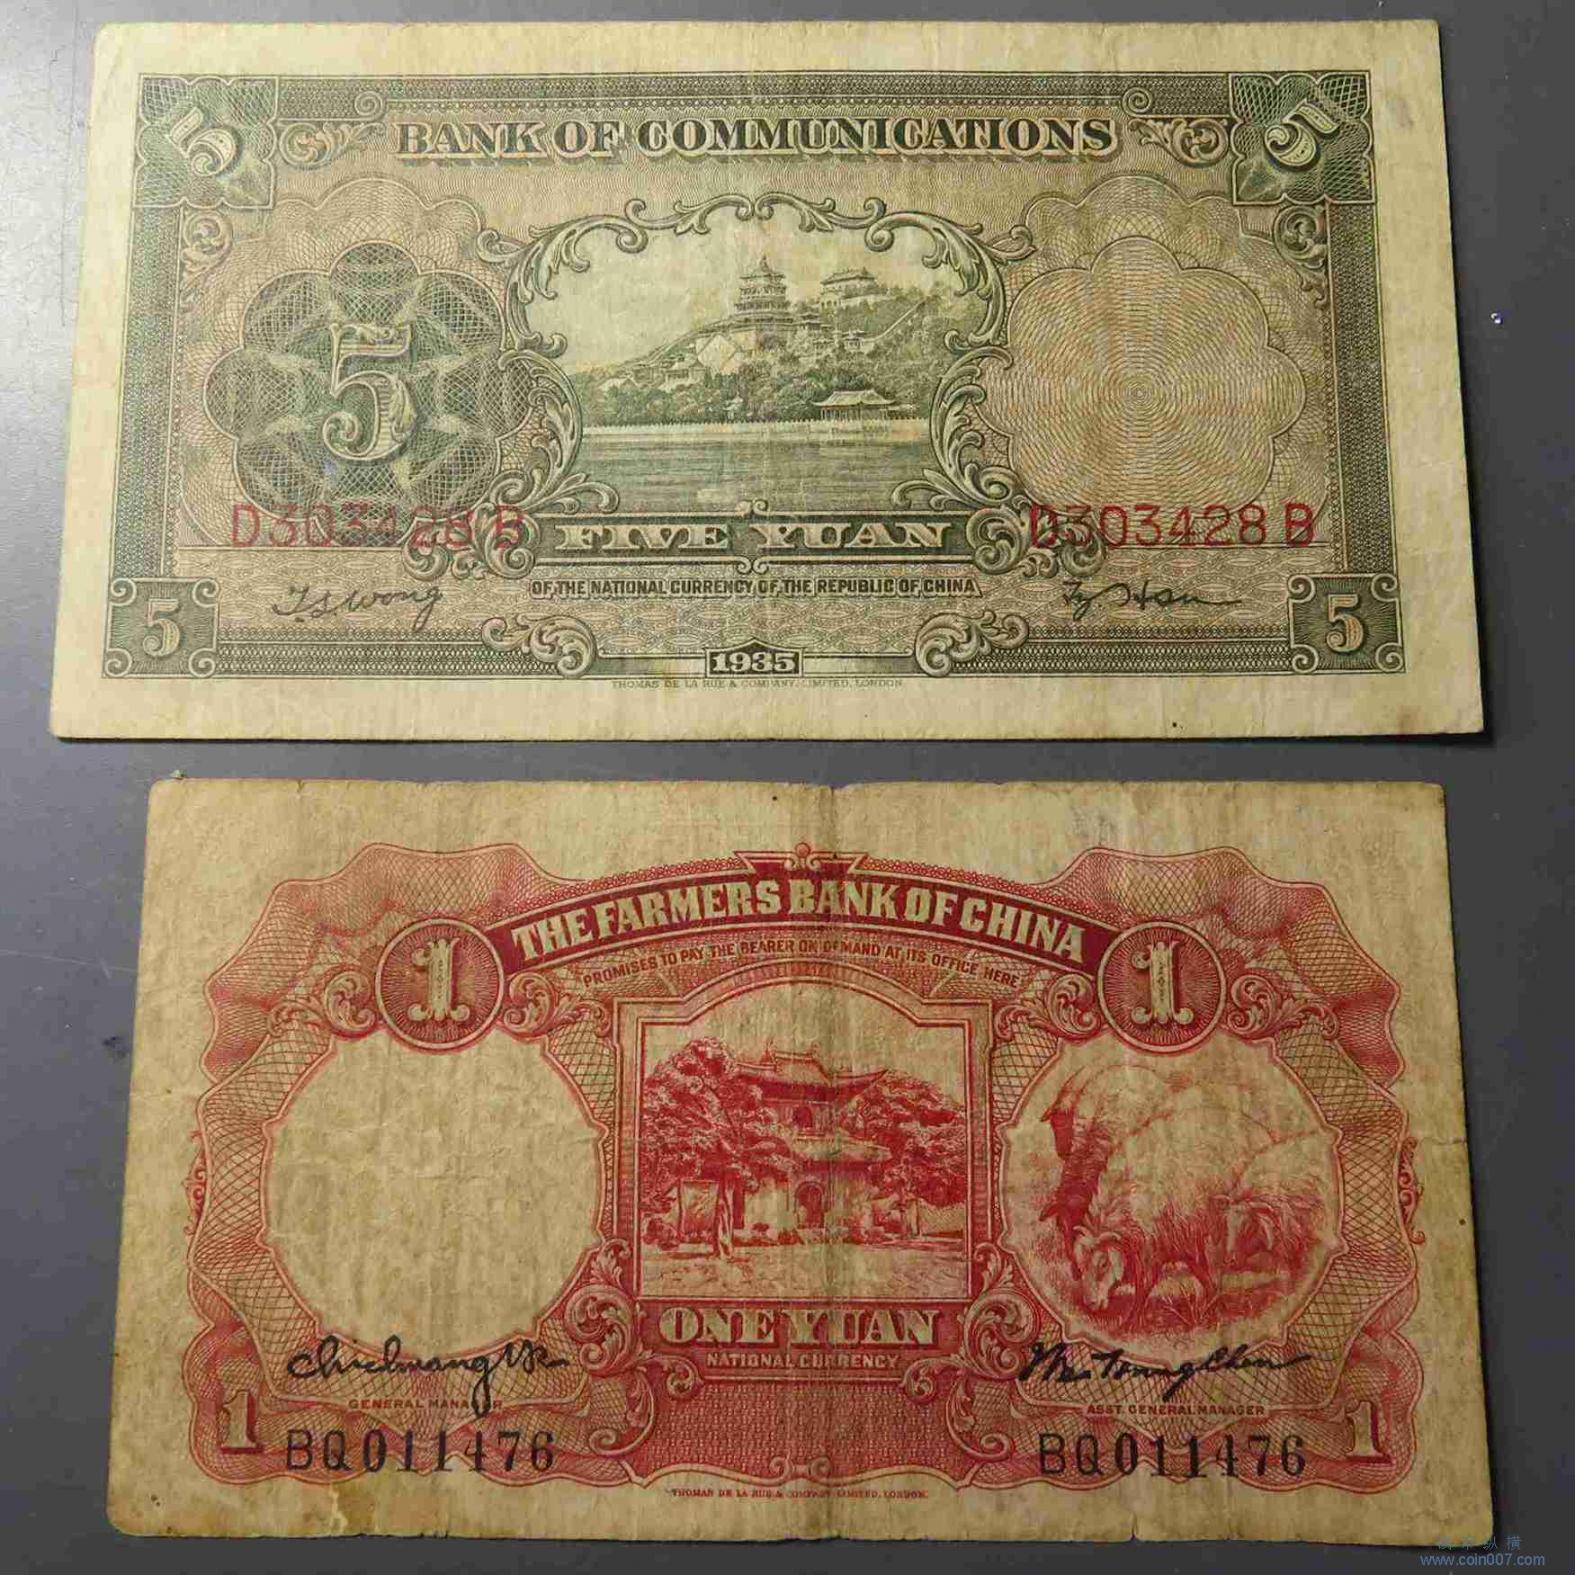 5 BANK OF COMMUNICATIONS 5
5
D303428B D303428B
FIVE YUAN
OF THE NATIONAL CURRENCY OF THE REPUBLIC OF CHINA
T.S. Wong
5 5
1935
THOMAS DE LA RUE & COMPANY, LIMITED, LONDON.
THE FARMERS BANK OF CHINA
PROMISES TO PAY THE BEARER ON DEMAND AT ITS OFFICE HERE
1 1
ONE YUAN
NATIONAL CURRENCY
GENERAL MANAGER ASST. GENERAL MANAGER
1 1
BQ011476 BQ011476
THOMAS DE LA RUE & COMPANY, LIMITED, LONDON.
www.coin007.com